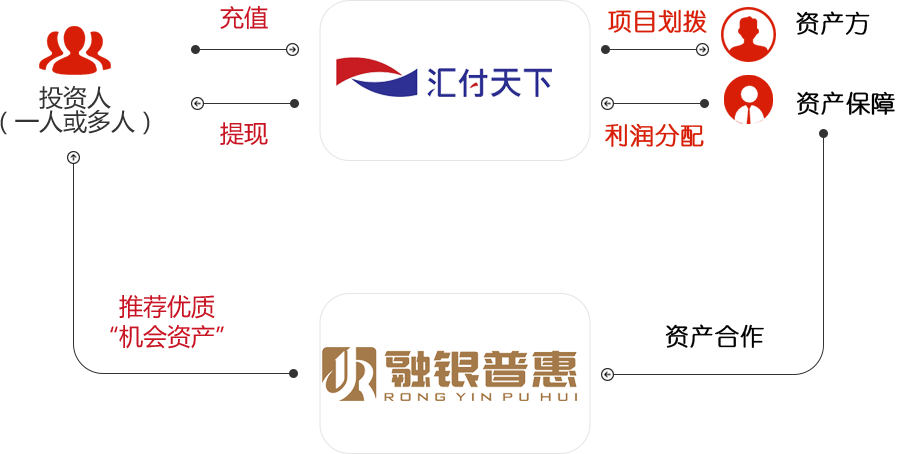 充值
项目划拨
资产方
汇付天下
投资人
（一人或多人）
提现
利润分配
资产保障
推荐优质
“机会资产”
资产合作
融银普惠
RONG YIN PU HUI